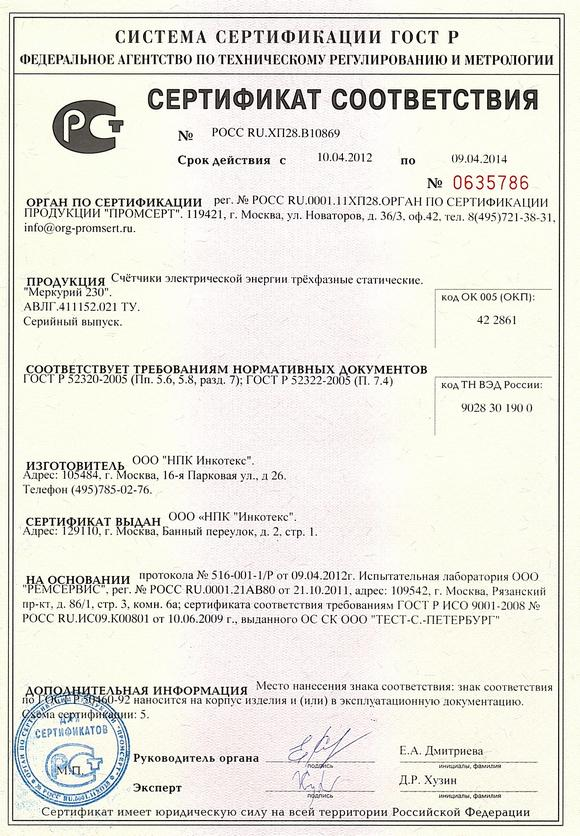 СИСТЕМА СЕРТИФИКАЦИИ ГОСТ Р
ФЕДЕРАЛЬНОЕ АГЕНТСТВО ПО ТЕХНИЧЕСКОМУ РЕГУЛИРОВАНИЮ И МЕТРОЛОГИИ
СЕРТИФИКАТ СООТВЕТСТВИЯ
№ РОСС RU.ХП28.В10869
Срок действия с 10.04.2012 по 09.04.2014
№ 0635786
ОРГАН ПО СЕРТИФИКАЦИИ рег. № РОСС RU.0001.11ХП28.ОРГАН ПО СЕРТИФИКАЦИИ
ПРОДУКЦИИ "ПРОМСЕРТ". 119421, г. Москва, ул. Новаторов, д. 36/3, оф.42, тел. 8(495)721-38-31,
info@org-promsert.ru.
ПРОДУКЦИЯ Счётчики электрической энергии трёхфазные статические.
"Меркурий 230".
АВЛГ.411152.021 ТУ.
Серийный выпуск.
код ОК 005 (ОКП):
42 2861
СООТВЕТСТВУЕТ ТРЕБОВАНИЯМ НОРМАТИВНЫХ ДОКУМЕНТОВ
ГОСТ Р 52320-2005 (Пп. 5.6, 5.8, разд. 7); ГОСТ Р 52322-2005 (П. 7.4)
код ТН ВЭД России:
9028 30 190 0
ИЗГОТОВИТЕЛЬ ООО "НПК Инкотекс".
Адрес: 105484, г. Москва, 16-я Парковая ул., д 26.
Телефон (495)785-02-76.
СЕРТИФИКАТ ВЫДАН ООО «НПК "Инкотекс".
Адрес: 129110, г. Москва, Банный переулок, д. 2, стр. 1.
НА ОСНОВАНИИ протокола № 516-001-1/Р от 09.04.2012г. Испытательная лаборатория ООО
"РЕМСЕРВИС", рег. № РОСС RU.0001.21АВ80 от 21.10.2011, адрес: 109542, г. Москва, Рязанский
пр-кт, д. 86/1, стр. 3, комн. 6а; сертификата соответствия требованиям ГОСТ Р ИСО 9001-2008 №
РОСС RU.ИС09.К00801 от 10.06.2009 г., выданного ОС СК ООО "ТЕСТ-С.-ПЕТЕРБУРГ"
ДОПОЛНИТЕЛЬНАЯ ИНФОРМАЦИЯ Место нанесения знака соответствия: знак соответствия
по ГОСТ Р 50460-92 наносится на корпус изделия и (или) в эксплуатационную документацию.
Схема сертификации: 5.
ДЛЯ
СЕРТИФИКАТОВ
М.П.
Руководитель органа
подпись
Е.А. Дмитриева
инициалы, фамилия
Эксперт
подпись
Д.Р. Хузин
инициалы, фамилия
Сертификат имеет юридическую силу на всей территории Российской Федерации